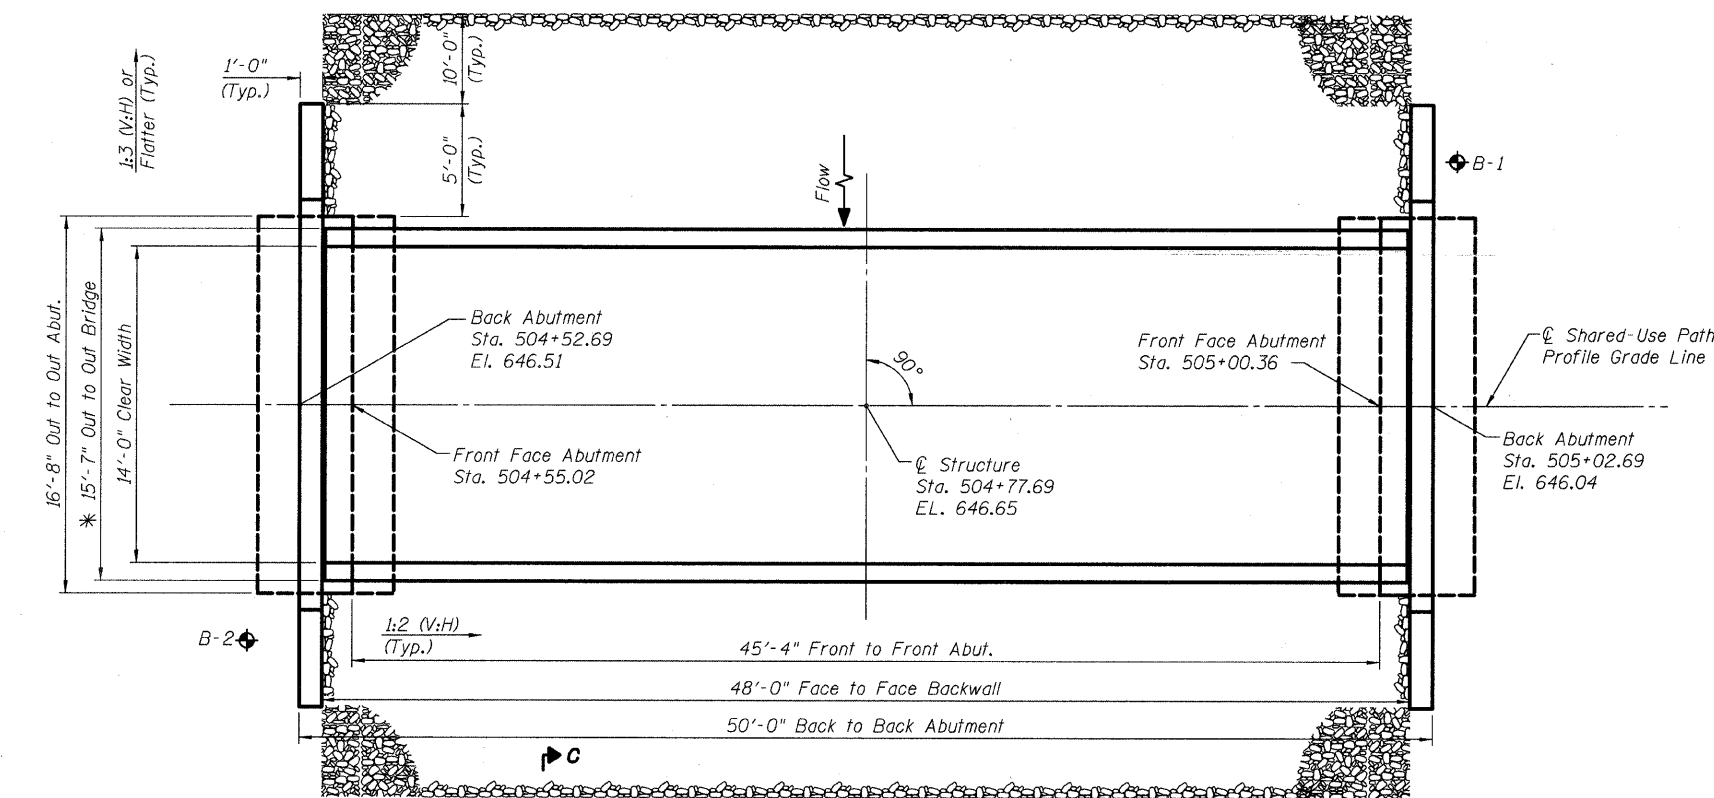 1:3 (V:H) or
Flatter (Typ.)
1'-0"
(Typ.)
10'-0"
(Typ.)
5'-0"
(Typ.)
Flow
B-1
16'-8" Out to Out Abut.
* 15'-7" Out to Out Bridge
14'-0" Clear Width
Back Abutment
Sta. 504+52.69
El. 646.51
90°
Front Face Abutment
Sta. 505+00.36
℄ Shared-Use Path
Profile Grade Line
Front Face Abutment
Sta. 504+55.02
℄ Structure
Sta. 504+77.69
EL. 646.65
Back Abutment
Sta. 505+02.69
El. 646.04
B-2
1:2 (V:H)
(Typ.)
45'-4" Front to Front Abut.
48'-0" Face to Face Backwall
50'-0" Back to Back Abutment
C